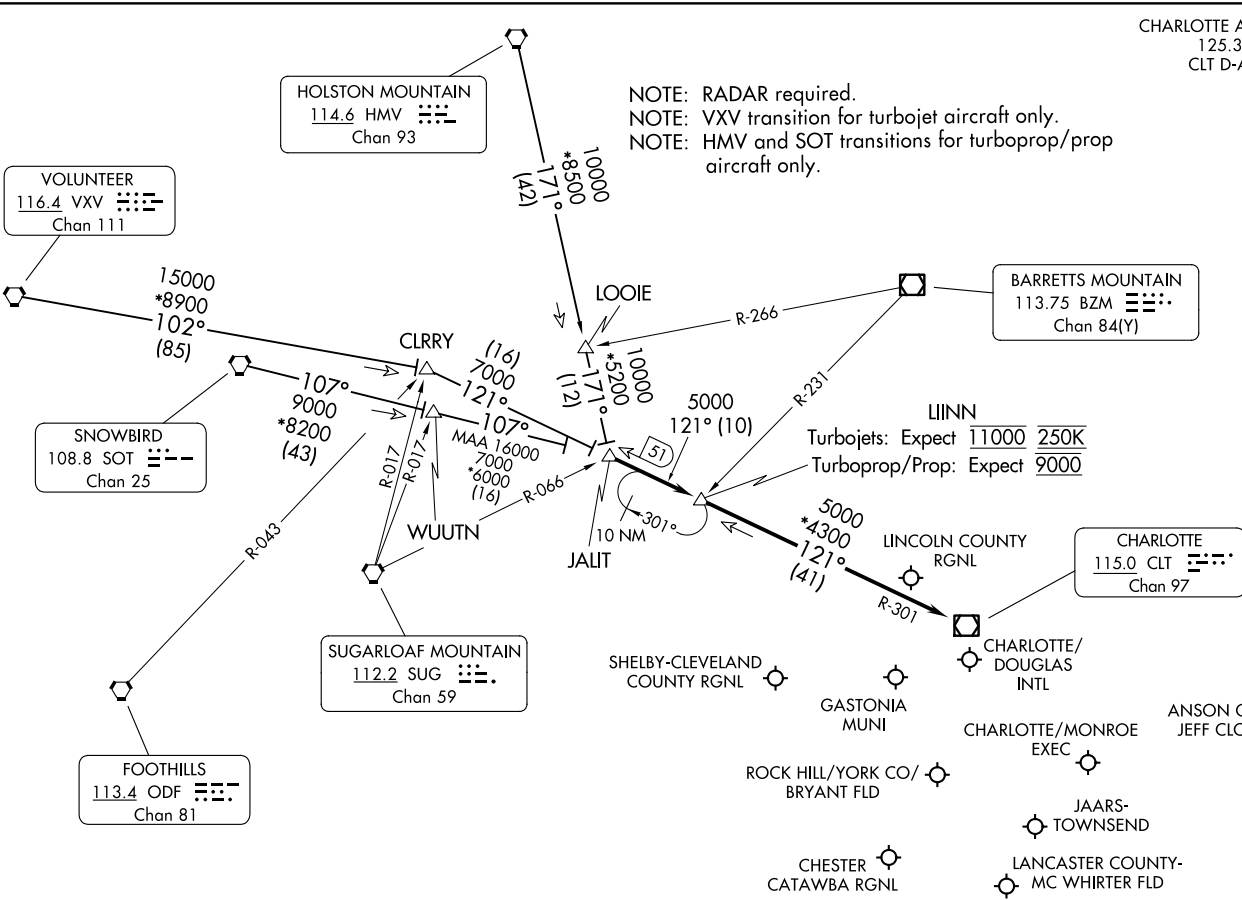 CHARLOTTE A
125.3
CLT D-A
HOLSTON MOUNTAIN
114.6 HMV
Chan 93
NOTE: RADAR required.
NOTE: VXV transition for turbojet aircraft only.
NOTE: HMV and SOT transitions for turboprop/prop
aircraft only.
10000
*8500
171°
(42)
VOLUNTEER
116.4 VXV
Chan 111
15000
*8900
102°
(85)
LOOIE
R-266
BARRETTS MOUNTAIN
113.75 BZM
Chan 84(Y)
CLRRY
(16)
7000
121°
10000
*5200
171°
(12)
R-231
107°
9000
*8200
(43)
107°
MAA 16000
7000
*6000
(16)
5000
121° (10)
51
SNOWBIRD
108.8 SOT
Chan 25
LIINN
Turbojets: Expect 11000 250K
Turboprop/Prop: Expect 9000
R-017
R-017
R-066
R-043
WUUTN
301°
10 NM
JALIT
5000
*4300
121°
(41)
R-301
LINCOLN COUNTY
RGNL
CHARLOTTE
115.0 CLT
Chan 97
SUGARLOAF MOUNTAIN
112.2 SUG
Chan 59
SHELBY-CLEVELAND
COUNTY RGNL
GASTONIA
MUNI
CHARLOTTE/
DOUGLAS
INTL
CHARLOTTE/MONROE
EXEC
ANSON C
JEFF CLO
FOOTHILLS
113.4 ODF
Chan 81
ROCK HILL/YORK CO/
BRYANT FLD
JAARS-
TOWNSEND
CHESTER
CATAWBA RGNL
LANCASTER COUNTY-
MC WHIRTER FLD